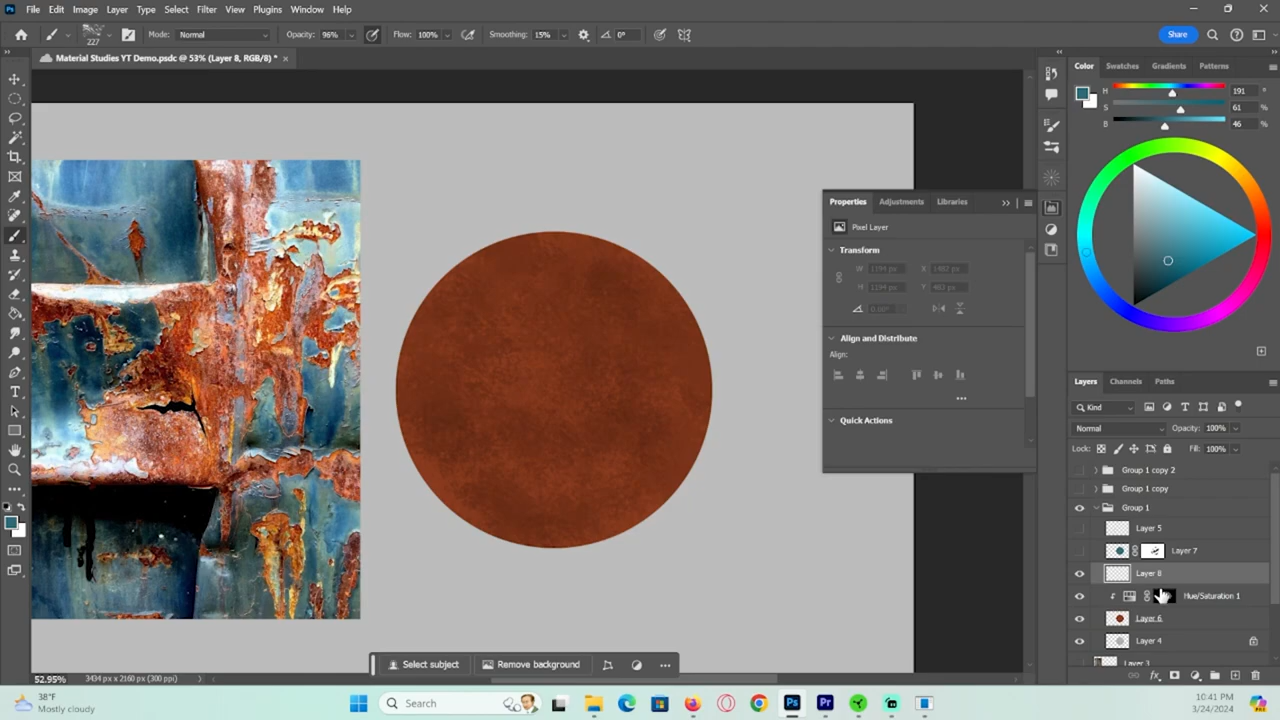 File Edit Image Layer Type Select Filter View Plugins Window Help
227 Mode: Normal Opacity: 96% Flow: 100% Smoothing: 15% 0° Share
Material Studies YT Demo.psdc @ 53% (Layer 8, RGB/8) * ×
Color Swatches Gradients Patterns
H 191 °
S 61 %
B 46 %
Properties Adjustments Libraries
Pixel Layer
Transform
W 1194 px X 1482 px
H 1194 px Y 483 px
0.00°
Align and Distribute
Align:
Quick Actions
Layers Channels Paths
Kind
Normal Opacity: 100%
Lock: Fill: 100%
Group 1 copy 2
Group 1 copy
Group 1
Layer 5
Layer 7
Layer 8
Hue/Saturation 1
Layer 6
Layer 4
Layer 3
Select subject Remove background
52.95% 3434 px x 2160 px (300 ppi)
38°F
Mostly cloudy
Search
10:41 PM
3/24/2024